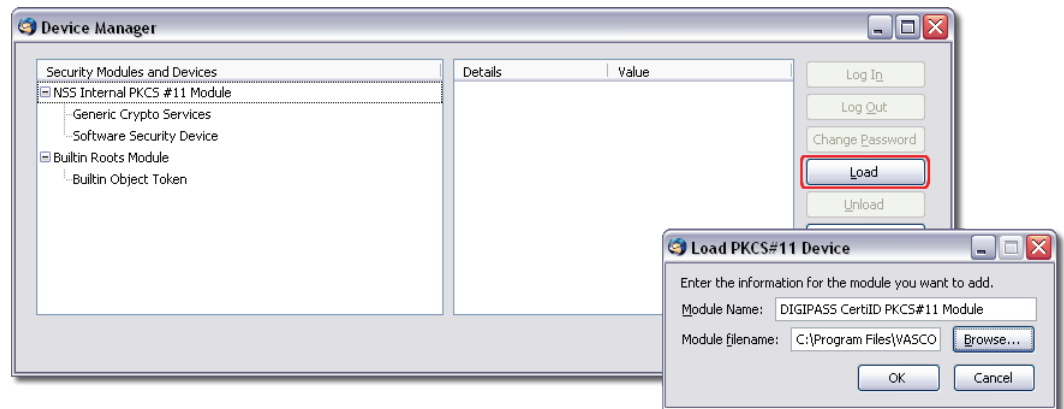 Device Manager
Security Modules and Devices
Details
Value
NSS Internal PKCS #11 Module
Generic Crypto Services
Software Security Device
Builtin Roots Module
Builtin Object Token
Log In
Log Out
Change Password
Load
Unload
Load PKCS#11 Device
Enter the information for the module you want to add.
Module Name: DIGIPASS CertiID PKCS#11 Module
Module filename: C:\Program Files\VASCO Browse...
OK Cancel